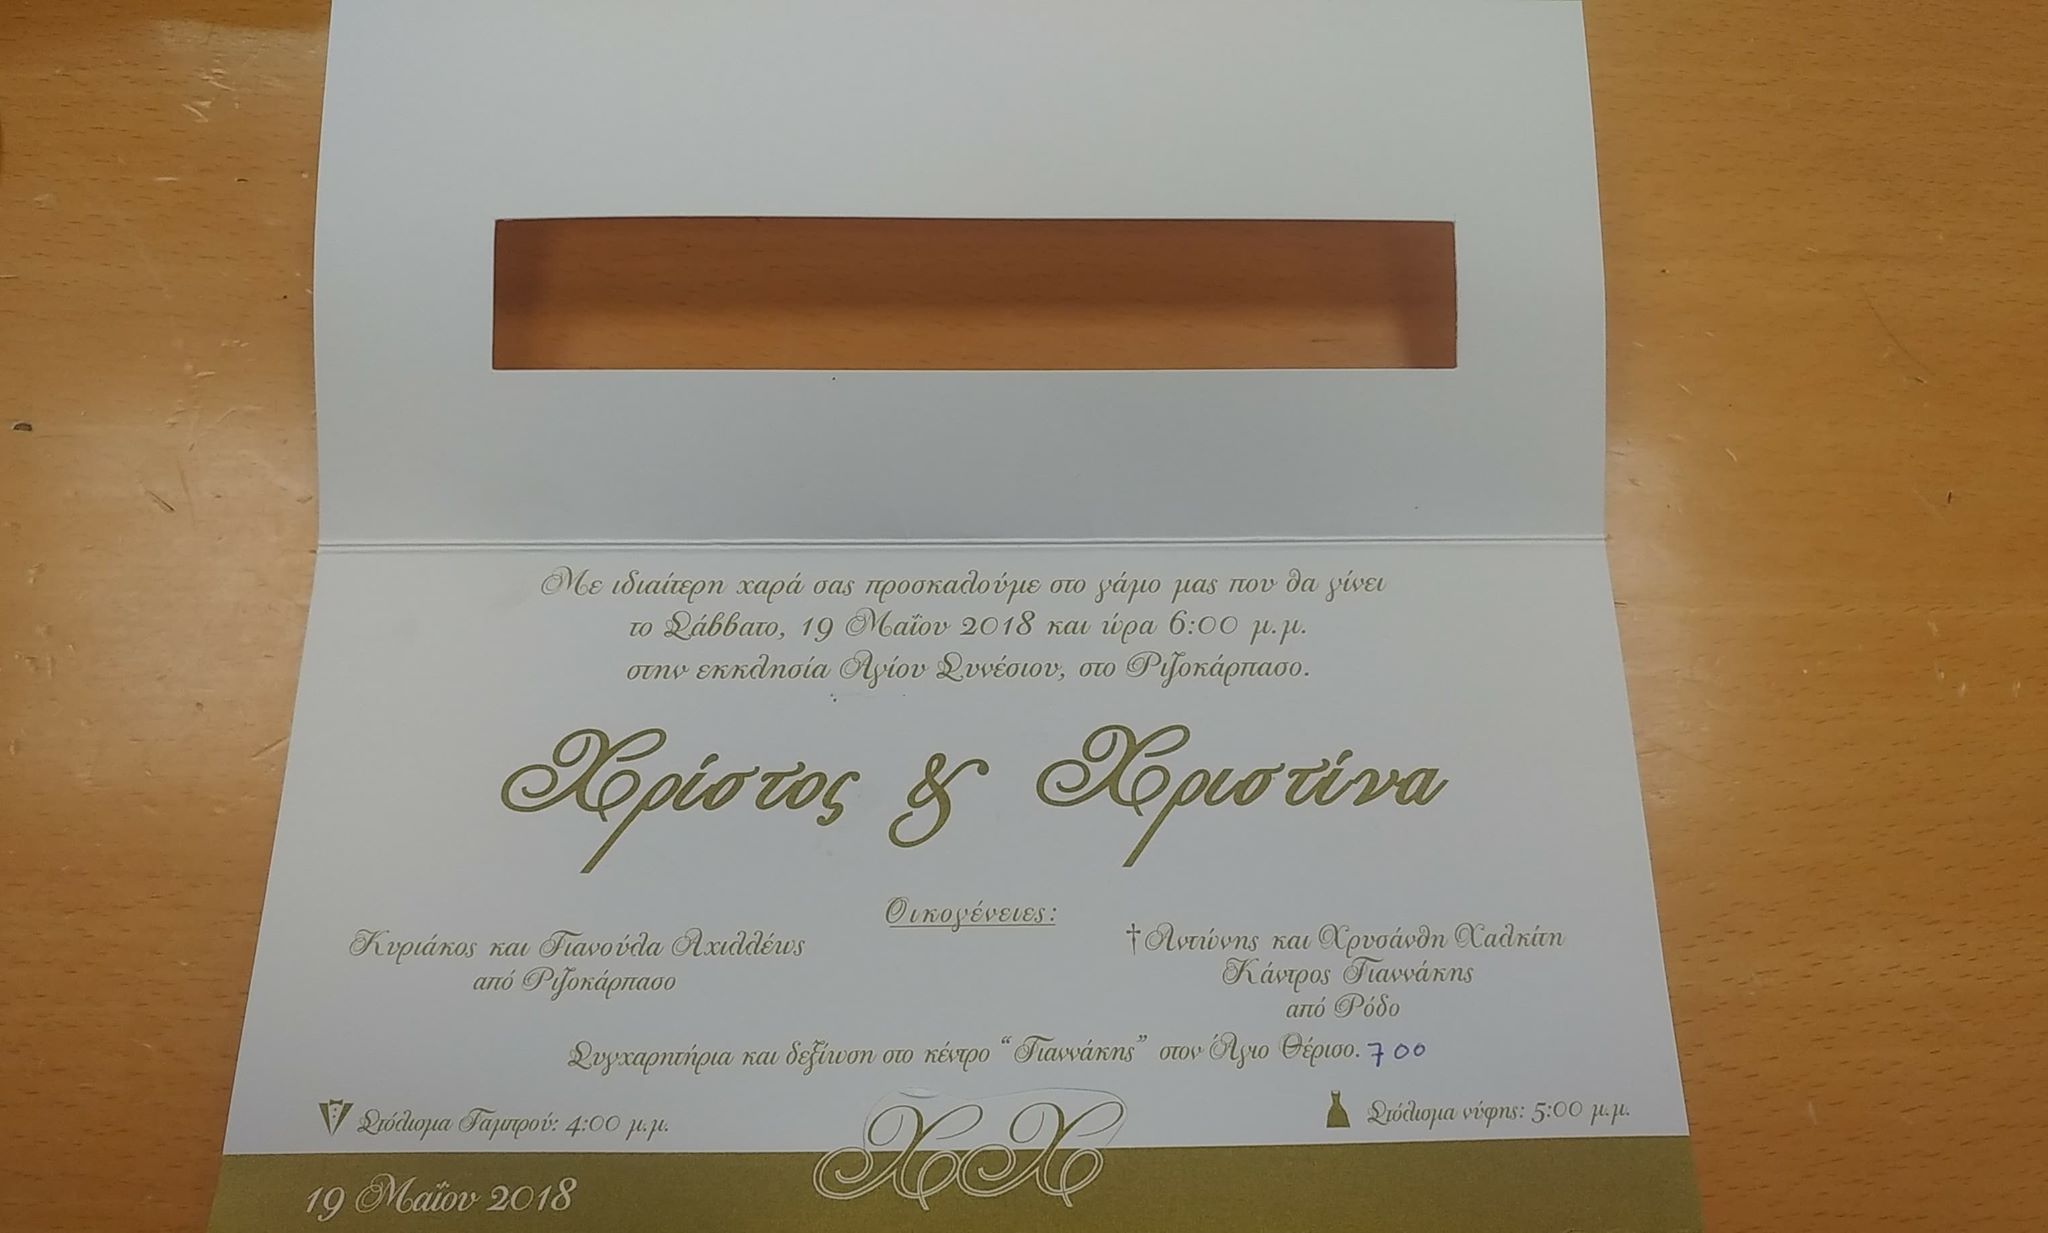 Με ιδιαίτερη χαρά σας προσκαλούμε στο γάμο μας που θα γίνει
το Σάββατο, 19 Μαΐου 2018 και ώρα 6:00 μ.μ.
στην εκκλησία Αγίου Συνέσιου, στο Ριζοκάρπασο.
Χρίστος & Χριστίνα
Οικογένειες:
Κυριάκος και Γιανούλα Αχιλλέως
από Ριζοκάρπασο
†Αντώνης και Χρυσάνθη Χαλκίτη
Κάντρος Γιαννάκης
από Ρόδο
Συγχαρητήρια και δεξίωση στο κέντρο “Γιαννάκης” στον Άγιο Θέρισο. 700
Στόλισμα Γαμπρού: 4:00 μ.μ.
Στόλισμα νύφης: 5:00 μ.μ.
ΧΧ
19 Μαΐου 2018